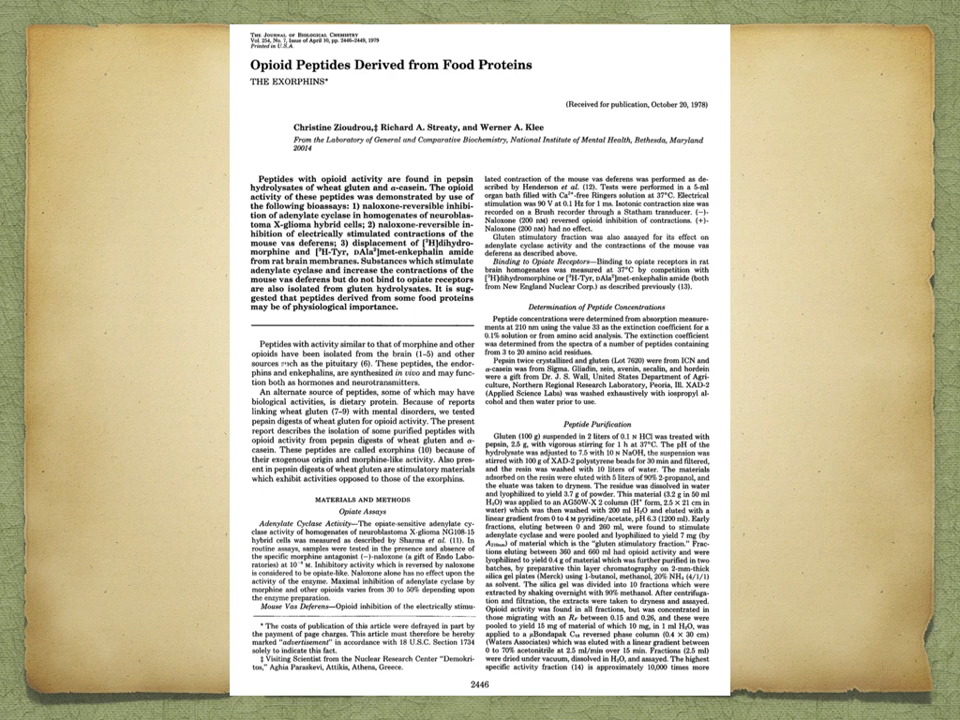 THE JOURNAL OF BIOLOGICAL CHEMISTRY
Vol. 254, No. 7, Issue of April 10, pp. 2446-2449, 1979
Printed in U.S.A.
Opioid Peptides Derived from Food Proteins
THE EXORPHINS*
(Received for publication, October 20, 1978)
Christine Zioudrou,‡ Richard A. Streaty, and Werner A. Klee
From the Laboratory of General and Comparative Biochemistry, National Institute of Mental Health, Bethesda, Maryland
20014
Peptides with opioid activity are found in pepsin
hydrolysates of wheat gluten and α-casein. The opioid
activity of these peptides was demonstrated by use of
the following bioassays: 1) naloxone-reversible inhibi-
tion of adenylate cyclase in homogenates of neuroblas-
toma X-glioma hybrid cells; 2) naloxone-reversible in-
hibition of electrically stimulated contractions of the
mouse vas deferens; 3) displacement of [³H]dihydro-
morphine and [³H-Tyr, DAla²]met-enkephalin amide
from rat brain membranes. Substances which stimulate
adenylate cyclase and increase the contractions of the
mouse vas deferens but do not bind to opiate receptors
are also isolated from gluten hydrolysates. It is sug-
gested that peptides derived from some food proteins
may be of physiological importance.
Peptides with activity similar to that of morphine and other
opioids have been isolated from the brain (1-5) and other
sources such as the pituitary (6). These peptides, the endor-
phins and enkephalins, are synthesized in vivo and may func-
tion both as hormones and neurotransmitters.
An alternate source of peptides, some of which may have
biological activities, is dietary protein. Because of reports
linking wheat gluten (7-9) with mental disorders, we tested
pepsin digests of wheat gluten for opioid activity. The present
report describes the isolation of some purified peptides with
opioid activity from pepsin digests of wheat gluten and α-
casein. These peptides are called exorphins (10) because of
their exogenous origin and morphine-like activity. Also pres-
ent in pepsin digests of wheat gluten are stimulatory materials
which exhibit activities opposed to those of the exorphins.
MATERIALS AND METHODS
Opiate Assays
Adenylate Cyclase Activity—The opiate-sensitive adenylate cy-
clase activity of homogenates of neuroblastoma X-glioma NG108-15
hybrid cells was measured as described by Sharma et al. (11). In
routine assays, samples were tested in the presence and absence of
the specific morphine antagonist (-)-naloxone (a gift of Endo Labo-
ratories) at 10⁻⁴ M. Inhibitory activity which is reversed by naloxone
is considered to be opiate-like. Naloxone alone has no effect upon the
activity of the enzyme. Maximal inhibition of adenylate cyclase by
morphine and other opioids varies from 30 to 50% depending upon
the enzyme preparation.
Mouse Vas Deferens—Opioid inhibition of the electrically stimu-
* The costs of publication of this article were defrayed in part by
the payment of page charges. This article must therefore be hereby
marked "advertisement" in accordance with 18 U.S.C. Section 1734
solely to indicate this fact.
‡ Visiting Scientist from the Nuclear Research Center "Demokri-
tos," Aghia Paraskevi, Attikis, Athens, Greece.
lated contraction of the mouse vas deferens was performed as de-
scribed by Henderson et al. (12). Tests were performed in a 5-ml
organ bath filled with Ca²⁺-free Ringers solution at 37°C. Electrical
stimulation was 90 V at 0.1 Hz for 1 ms. Isotonic contraction size was
recorded on a Brush recorder through a Statham transducer. (-)-
Naloxone (200 nM) reversed opioid inhibition of contractions. (+)-
Naloxone (200 nM) had no effect.
Gluten stimulatory fraction was also assayed for its effect on
adenylate cyclase activity and the contractions of the mouse vas
deferens as described above.
Binding to Opiate Receptors—Binding to opiate receptors in rat
brain homogenates was measured at 37°C by competition with
[³H]dihydromorphine or [³H-Tyr, DAla²]met-enkephalin amide (both
from New England Nuclear Corp.) as described previously (13).
Determination of Peptide Concentrations
Peptide concentrations were determined from absorption measure-
ments at 210 nm using the value 33 as the extinction coefficient for a
0.1% solution or from amino acid analysis. The extinction coefficient
was determined from the spectra of a number of peptides containing
from 3 to 20 amino acid residues.
Pepsin twice crystallized and gluten (Lot 7620) were from ICN and
α-casein was from Sigma. Gliadin, zein, avenin, secalin, and hordein
were a gift from Dr. J. S. Wall, United States Department of Agri-
culture, Northern Regional Research Laboratory, Peoria, Ill. XAD-2
(Applied Science Labs) was washed exhaustively with isopropyl al-
cohol and then water prior to use.
Peptide Purification
Gluten (100 g) suspended in 2 liters of 0.1 N HCl was treated with
pepsin, 2.5 g, with vigorous stirring for 1 h at 37°C. The pH of the
hydrolysate was adjusted to 7.5 with 10 N NaOH, the suspension was
stirred with 100 g of XAD-2 polystyrene beads for 30 min and filtered,
and the resin was washed with 10 liters of water. The materials
adsorbed on the resin were eluted with 5 liters of 90% 2-propanol, and
the eluate was taken to dryness. The residue was dissolved in water
and lyophilized to yield 3.7 g of powder. This material (3.2 g in 50 ml
H₂O) was applied to an AG50W-X 2 column (H⁺ form, 2.5 × 21 cm in
water) which was then washed with 200 ml H₂O and eluted with a
linear gradient from 0 to 4 M pyridine/acetate, pH 6.3 (1200 ml). Early
fractions, eluting between 0 and 260 ml, were found to stimulate
adenylate cyclase and were pooled and lyophilized to yield 7 mg (by
A₂₁₀ₙₘ) of material which is the "gluten stimulatory fraction." Frac-
tions eluting between 360 and 660 ml had opioid activity and were
lyophilized to yield 0.4 g of material which was further purified in two
batches, by preparative thin layer chromatography on 2-mm-thick
silica gel plates (Merck) using 1-butanol, methanol, 20% NH₃ (4/1/1)
as solvent. The silica gel was divided into 10 fractions which were
extracted by shaking overnight with 90% methanol. After centrifuga-
tion and filtration, the extracts were taken to dryness and assayed.
Opioid activity was found in all fractions, but was concentrated in
those migrating with an RF between 0.15 and 0.26, and these were
pooled to yield 15 mg of material of which 10 mg, in 1 ml H₂O, was
applied to a μBondapak C₁₈ reversed phase column (0.4 × 30 cm)
(Waters Associates) which was eluted with a linear gradient between
0 to 70% acetonitrile at 2.5 ml/min over 15 min. Fractions (2.5 ml)
were dried under vacuum, dissolved in H₂O, and assayed. The highest
specific activity fraction (14) is approximately 10,000 times more
2446